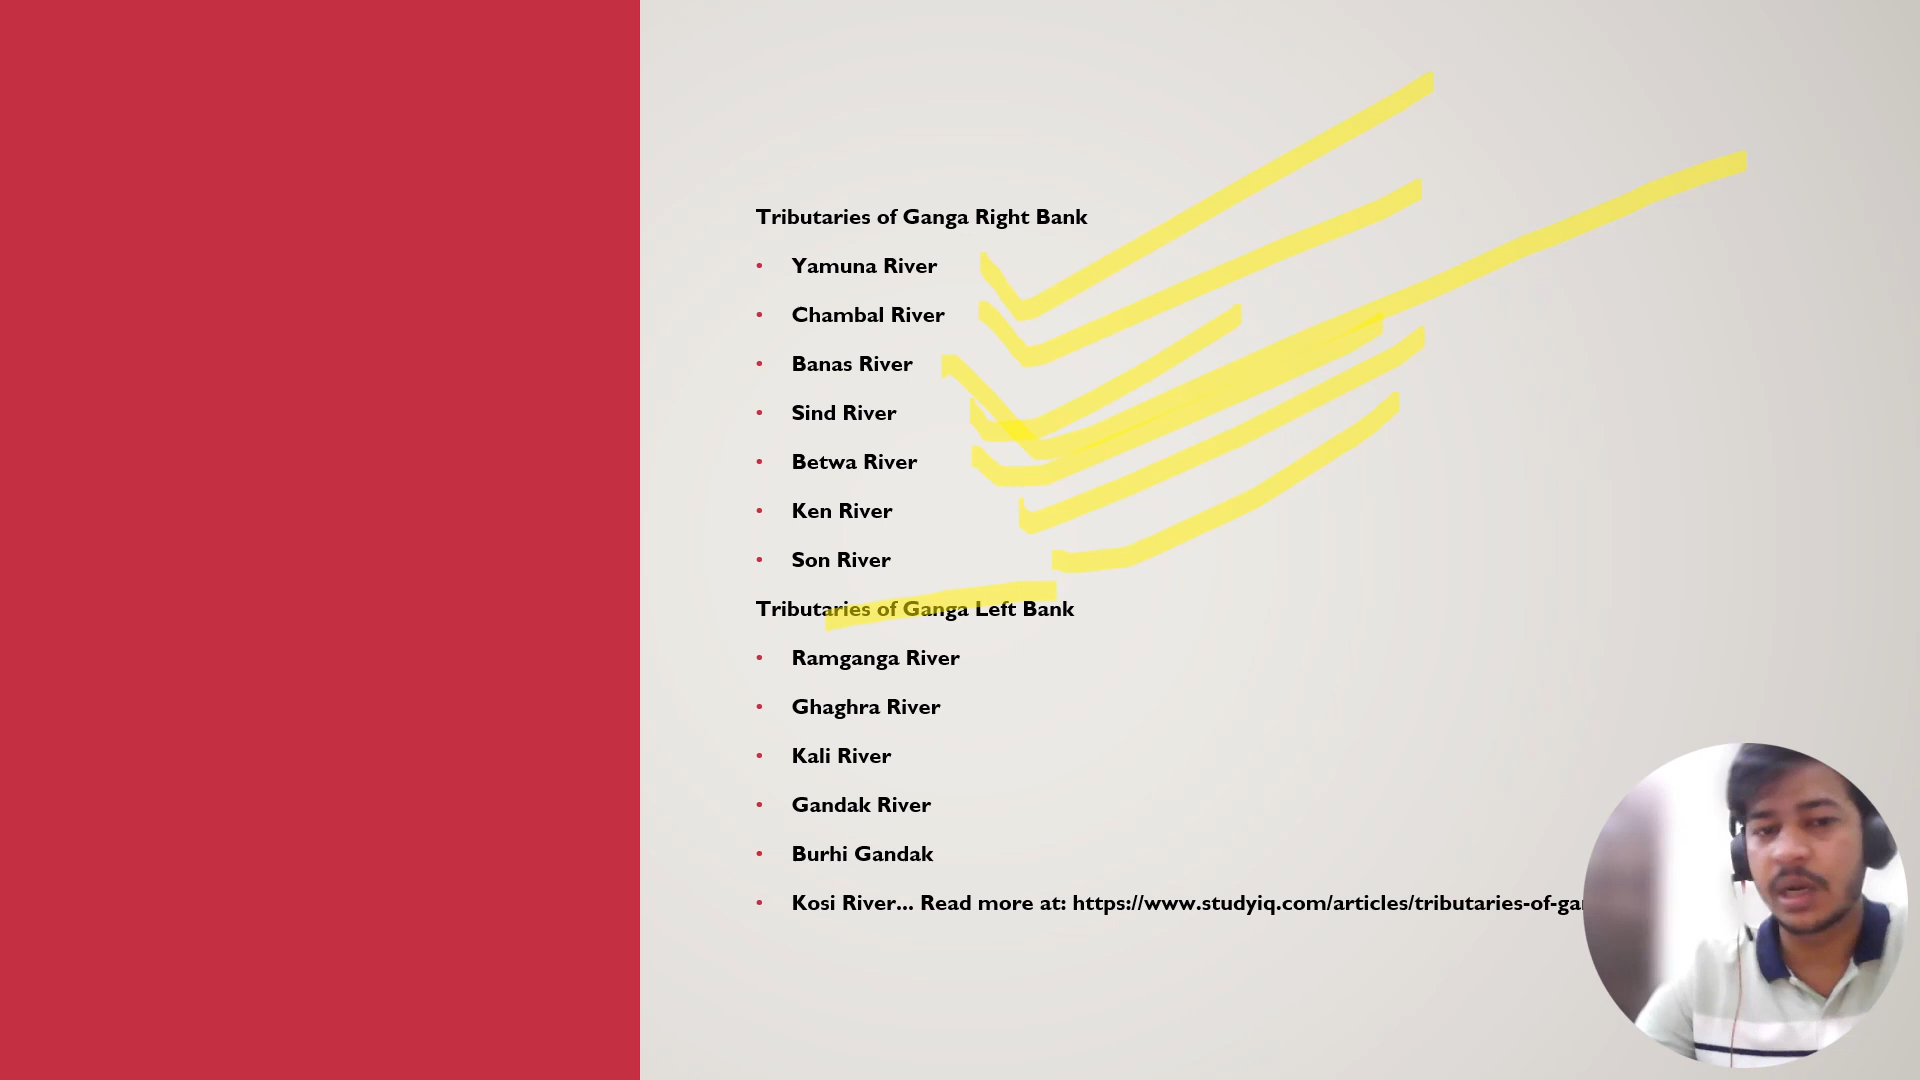 Tributaries of Ganga Right Bank
• Yamuna River
• Chambal River
• Banas River
• Sind River
• Betwa River
• Ken River
• Son River
Tributaries of Ganga Left Bank
• Ramganga River
• Ghaghra River
• Kali River
• Gandak River
• Burhi Gandak
• Kosi River... Read more at: https://www.studyiq.com/articles/tributaries-of-ga